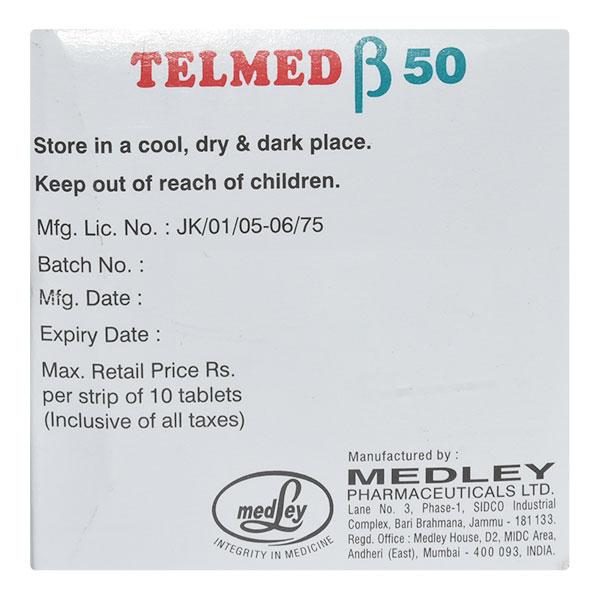 TELMED β 50
Store in a cool, dry & dark place.
Keep out of reach of children.
Mfg. Lic. No. : JK/01/05-06/75
Batch No. :
Mfg. Date :
Expiry Date :
Max. Retail Price Rs.
per strip of 10 tablets
(Inclusive of all taxes)
medley
INTEGRITY IN MEDICINE
Manufactured by :
MEDLEY
PHARMACEUTICALS LTD.
Lane No. 3, Phase-1, SIDCO Industrial
Complex, Bari Brahmana, Jammu - 181 133.
Regd. Office : Medley House, D2, MIDC Area,
Andheri (East), Mumbai - 400 093, INDIA.